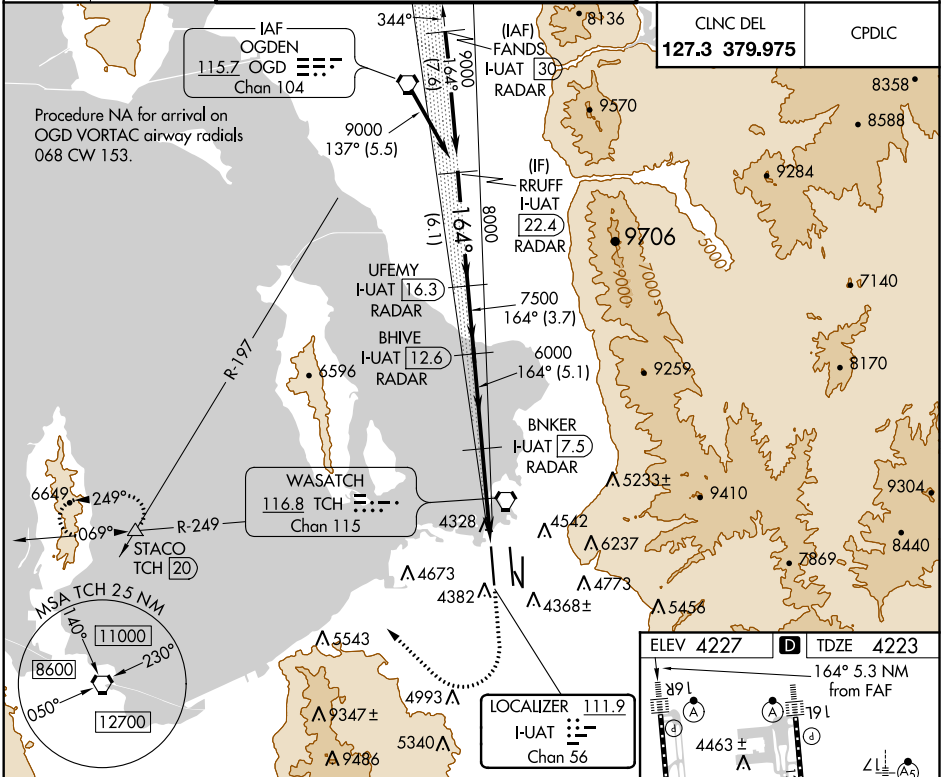 IAF
OGDEN
115.7 OGD
Chan 104
344°
9000
164°
(7.6)
(IAF)
FANDS
I-UAT 30
RADAR
8136
CLNC DEL
127.3 379.975
CPDLC
8358
8588
9570
9284
Procedure NA for arrival on
OGD VORTAC airway radials
068 CW 153.
9000
137° (5.5)
(IF)
RRUFF
I-UAT
22.4
RADAR
164°
8000
(6.1)
9706
5000
9000
7000
7140
UFEMY
I-UAT 16.3
RADAR
7500
164° (3.7)
BHIVE
I-UAT 12.6
RADAR
6000
164° (5.1)
R-197
6596
9259
8170
BNKER
I-UAT 7.5
RADAR
5233±
9410
9304
WASATCH
116.8 TCH
Chan 115
6649
249°
069°
R-249
STACO
TCH 20
4328
4542
6237
8440
7869
4673
4382
4773
4368±
5456
MSA TCH 25 NM
140°
11000
230°
8600
050°
12700
5543
4993
9347±
5340
9486
LOCALIZER 111.9
I-UAT
Chan 56
ELEV 4227
D
TDZE 4223
164° 5.3 NM
from FAF
16R
A
P
A
16L
P
4463 ±
17
A5